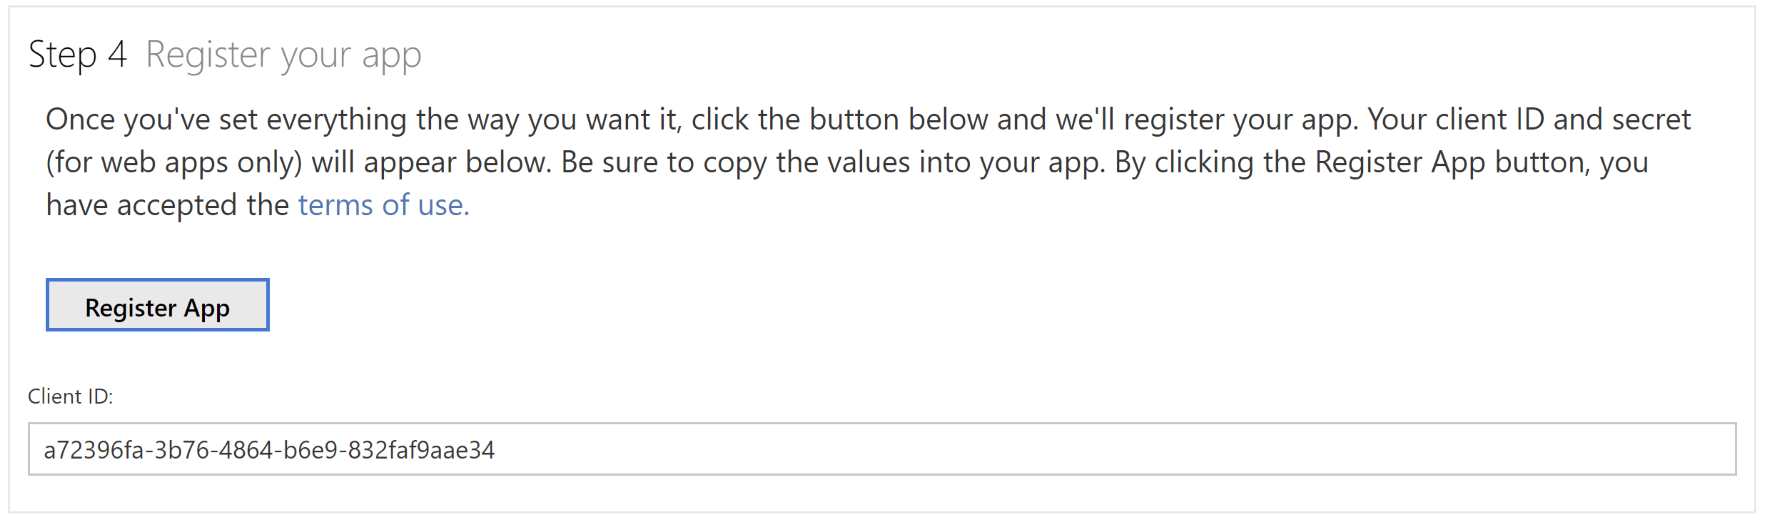 Step 4 Register your app
Once you've set everything the way you want it, click the button below and we'll register your app. Your client ID and secret
(for web apps only) will appear below. Be sure to copy the values into your app. By clicking the Register App button, you
have accepted the terms of use.
Register App
Client ID:
a72396fa-3b76-4864-b6e9-832faf9aae34